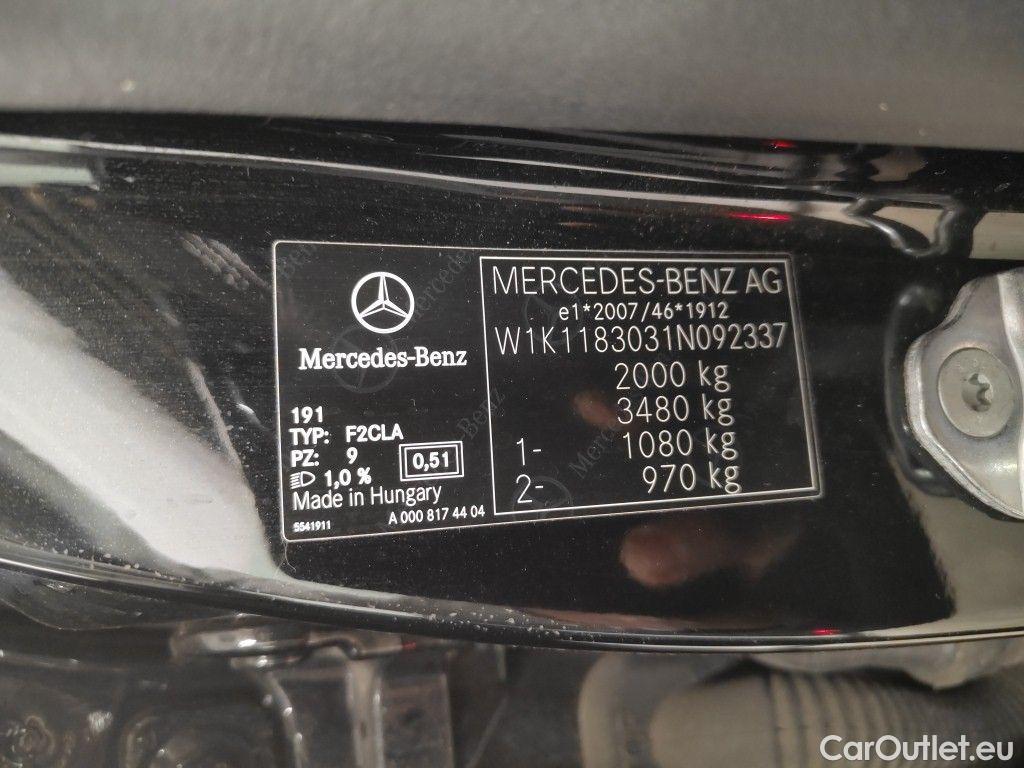 Mercedes-Benz
191
TYP: F2CLA
PZ: 9
1,0 %
0,51
Made in Hungary
5541911
A 000 817 44 04
MERCEDES-BENZ AG
e1*2007/46*1912
W1K1183031N092337
2000 kg
3480 kg
1- 1080 kg
2- 970 kg
CarOutlet.eu